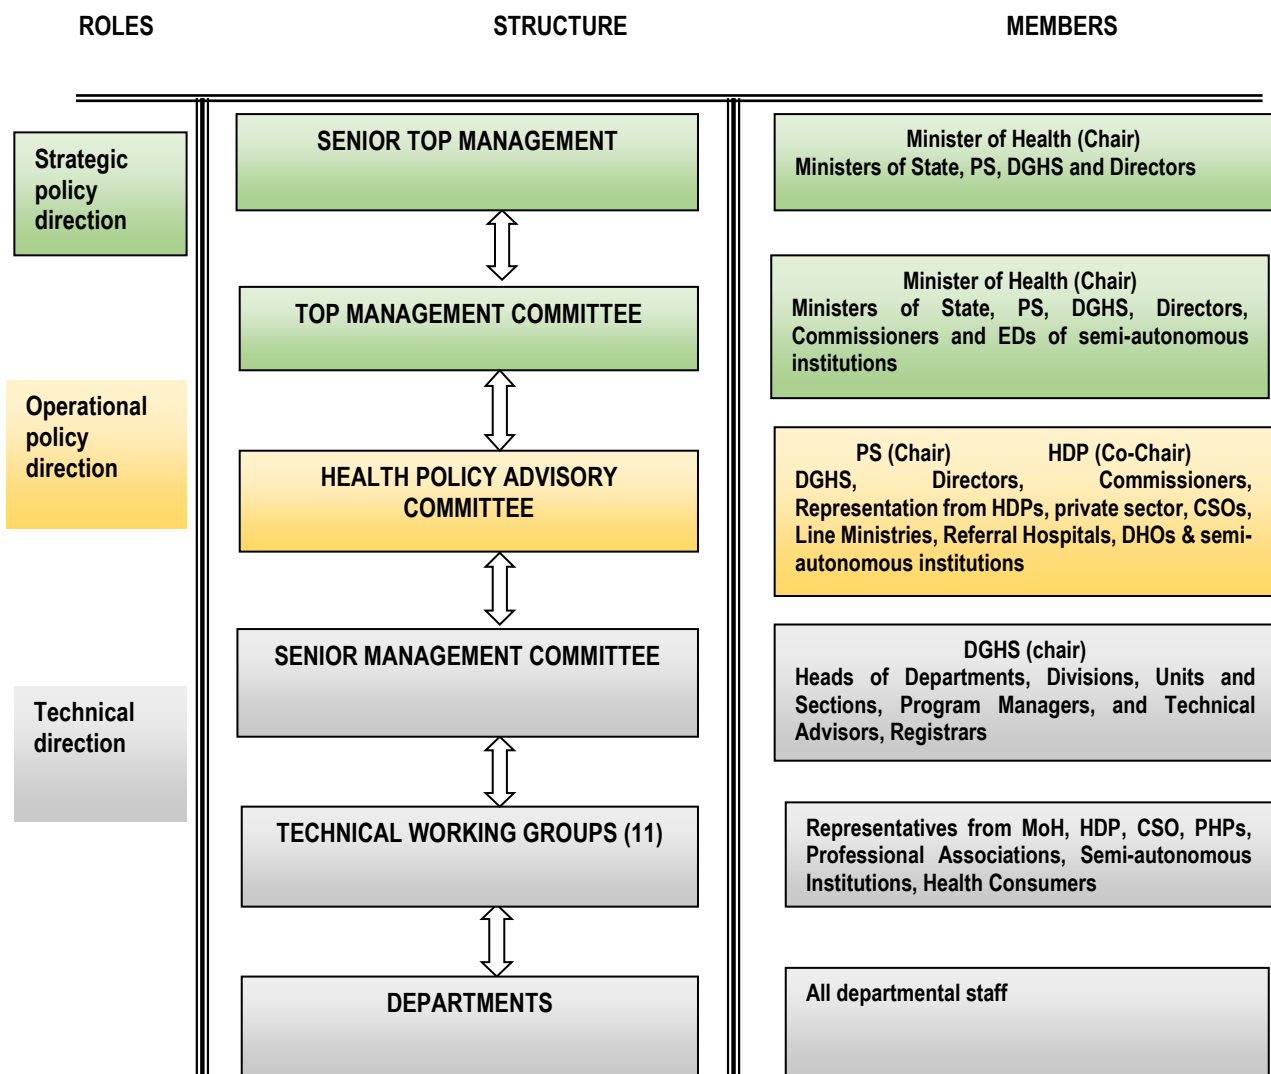 ROLES
STRUCTURE
MEMBERS
Strategic
policy
direction
SENIOR TOP MANAGEMENT
Minister of Health (Chair)
Ministers of State, PS, DGHS and Directors
TOP MANAGEMENT COMMITTEE
Minister of Health (Chair)
Ministers of State, PS, DGHS, Directors,
Commissioners and EDs of semi-autonomous
institutions
Operational
policy
direction
HEALTH POLICY ADVISORY
COMMITTEE
PS (Chair) HDP (Co-Chair)
DGHS, Directors, Commissioners,
Representation from HDPs, private sector, CSOs,
Line Ministries, Referral Hospitals, DHOs & semi-
autonomous institutions
Technical
direction
SENIOR MANAGEMENT COMMITTEE
DGHS (chair)
Heads of Departments, Divisions, Units and
Sections, Program Managers, and Technical
Advisors, Registrars
TECHNICAL WORKING GROUPS (11)
Representatives from MoH, HDP, CSO, PHPs,
Professional Associations, Semi-autonomous
Institutions, Health Consumers
DEPARTMENTS
All departmental staff